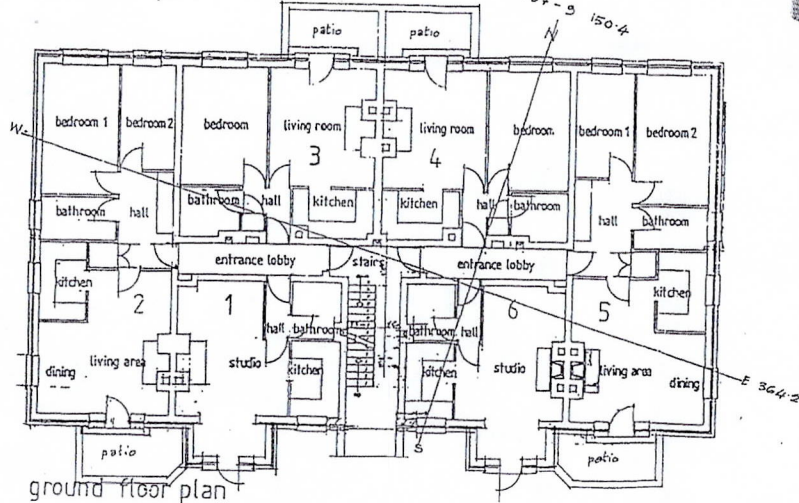 150.4
N
patio patio
W.
bedroom 1 bedroom 2 bedroom living room living room bedroom. bedroom 1 bedroom 2
3 4
bathroom hall bathroom hall kitchen kitchen hall bathroom hall bathroom
entrance lobby stairs entrance lobby
kitchen kitchen
2 1 6 5
hall bathroom bathroom hall
dining living area studio kitchen kitchen studio living area dining
E 364.2
S
patio patio
ground floor plan